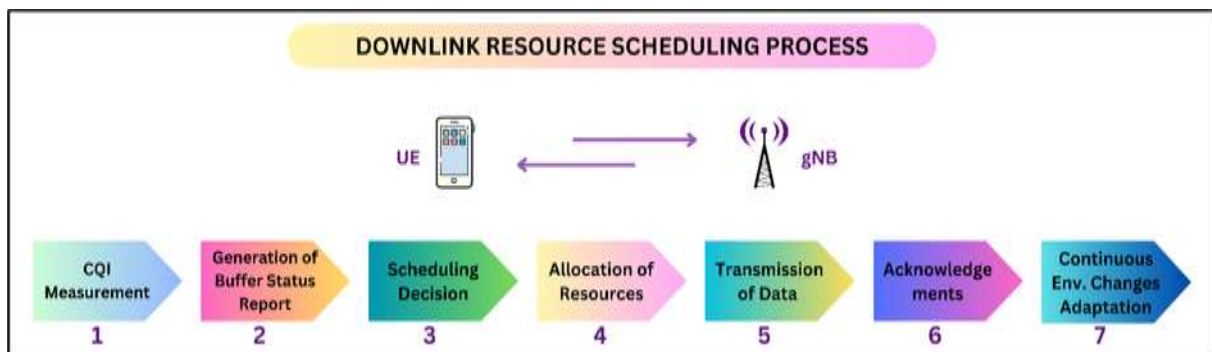 DOWNLINK RESOURCE SCHEDULING PROCESS
UE
gNB
CQI
Measurement
1
Generation of
Buffer Status
Report
2
Scheduling
Decision
3
Allocation of
Resources
4
Transmission
of Data
5
Acknowledge
ments
6
Continuous
Env. Changes
Adaptation
7